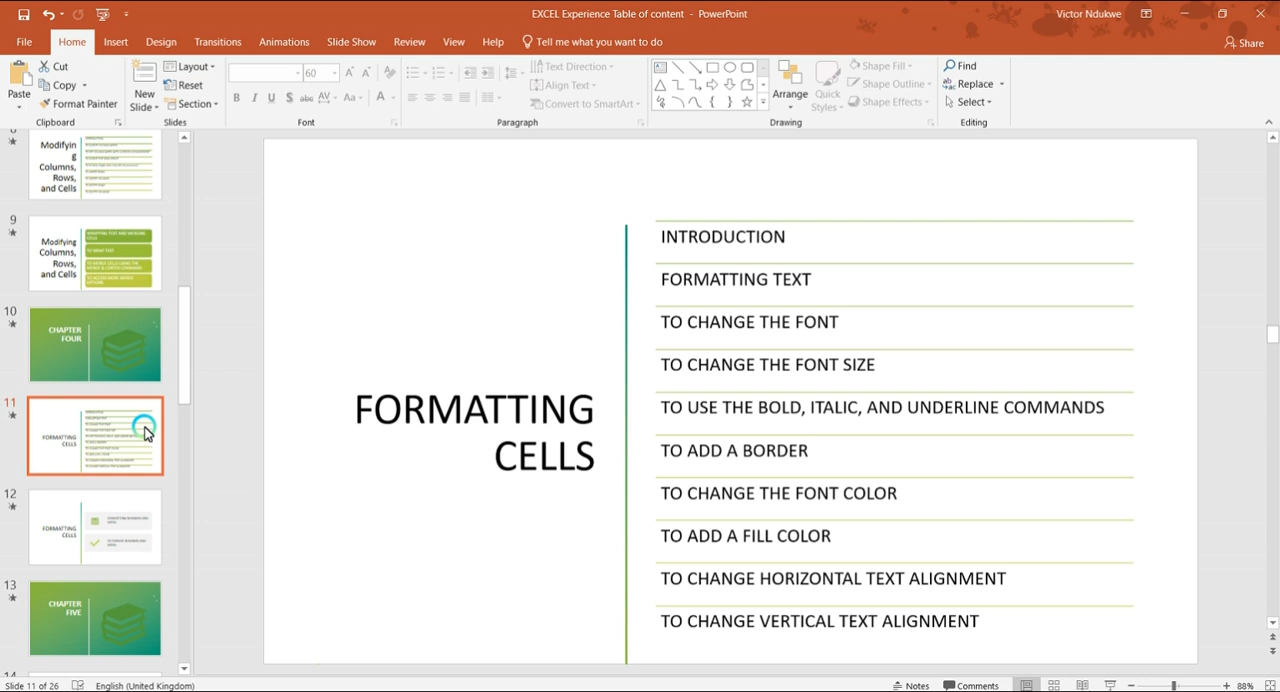 EXCEL Experience Table of content - PowerPoint
Victor Ndukwe
File Home Insert Design Transitions Animations Slide Show Review View Help Tell me what you want to do Share
Paste
Cut
Copy
Format Painter
Clipboard
New Slide
Layout
Reset
Section
Slides
60
B I U S abc AV Aa A
Font
Text Direction
Align Text
Convert to SmartArt
Paragraph
Arrange
Quick Styles
Shape Fill
Shape Outline
Shape Effects
Drawing
Find
Replace
Select
Editing
Modifyin
g
Columns,
Rows,
and Cells
9
Modifying
Columns,
Rows,
and Cells
10
CHAPTER
FOUR
11
FORMATTING
CELLS
12
FORMATTING
CELLS
13
CHAPTER
FIVE
FORMATTING
CELLS
INTRODUCTION
FORMATTING TEXT
TO CHANGE THE FONT
TO CHANGE THE FONT SIZE
TO USE THE BOLD, ITALIC, AND UNDERLINE COMMANDS
TO ADD A BORDER
TO CHANGE THE FONT COLOR
TO ADD A FILL COLOR
TO CHANGE HORIZONTAL TEXT ALIGNMENT
TO CHANGE VERTICAL TEXT ALIGNMENT
Slide 11 of 26
English (United Kingdom)
Notes
Comments
88%